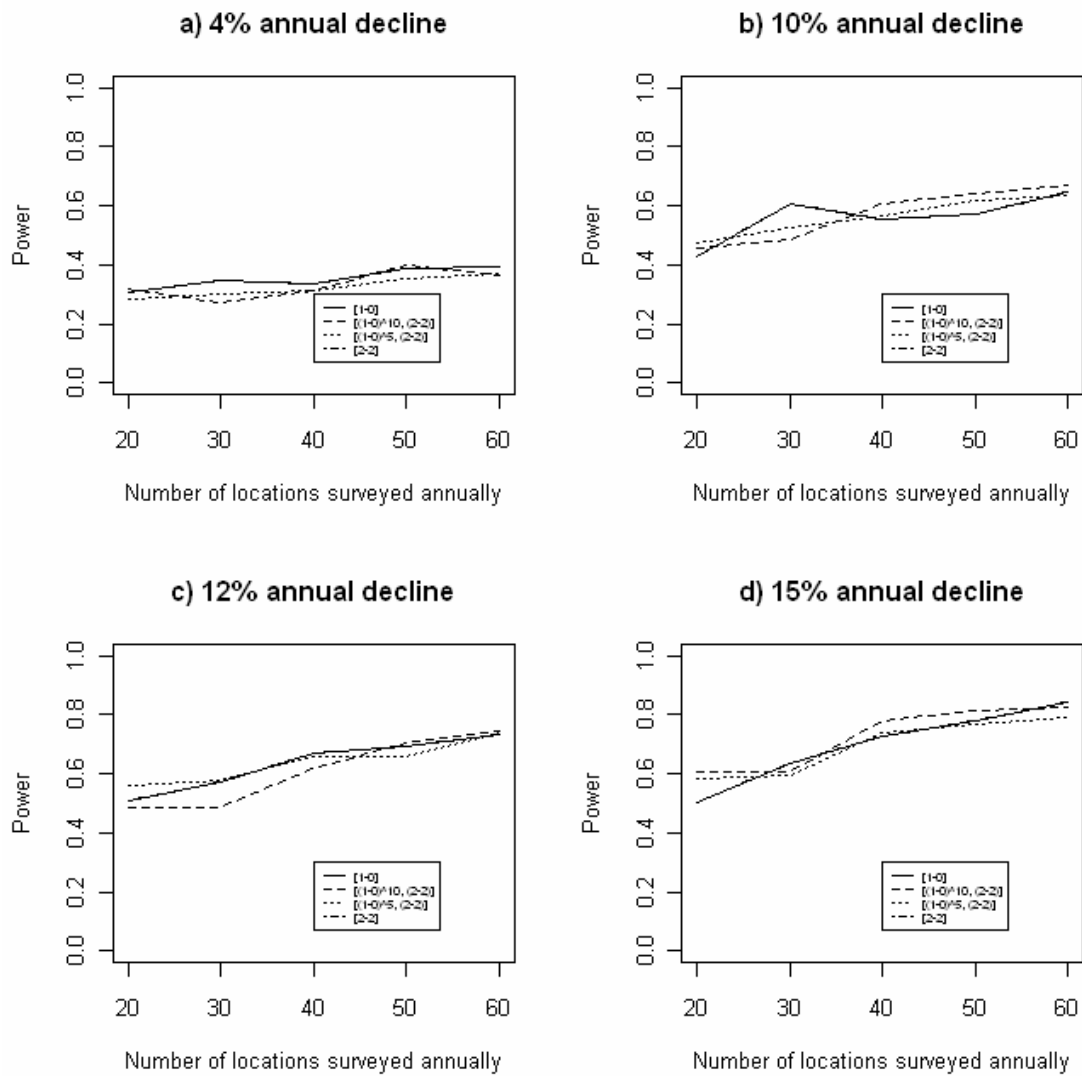 a) 4% annual decline
Power
1.0
0.8
0.6
0.4
0.2
0.0
[1-0]
[(1-0)^10, (2-2)]
[(1-0)^5, (2-2)]
[2-2]
20 30 40 50 60
Number of locations surveyed annually
b) 10% annual decline
Power
1.0
0.8
0.6
0.4
0.2
0.0
[1-0]
[(1-0)^10, (2-2)]
[(1-0)^5, (2-2)]
[2-2]
20 30 40 50 60
Number of locations surveyed annually
c) 12% annual decline
Power
1.0
0.8
0.6
0.4
0.2
0.0
[1-0]
[(1-0)^10, (2-2)]
[(1-0)^5, (2-2)]
[2-2]
20 30 40 50 60
Number of locations surveyed annually
d) 15% annual decline
Power
1.0
0.8
0.6
0.4
0.2
0.0
[1-0]
[(1-0)^10, (2-2)]
[(1-0)^5, (2-2)]
[2-2]
20 30 40 50 60
Number of locations surveyed annually